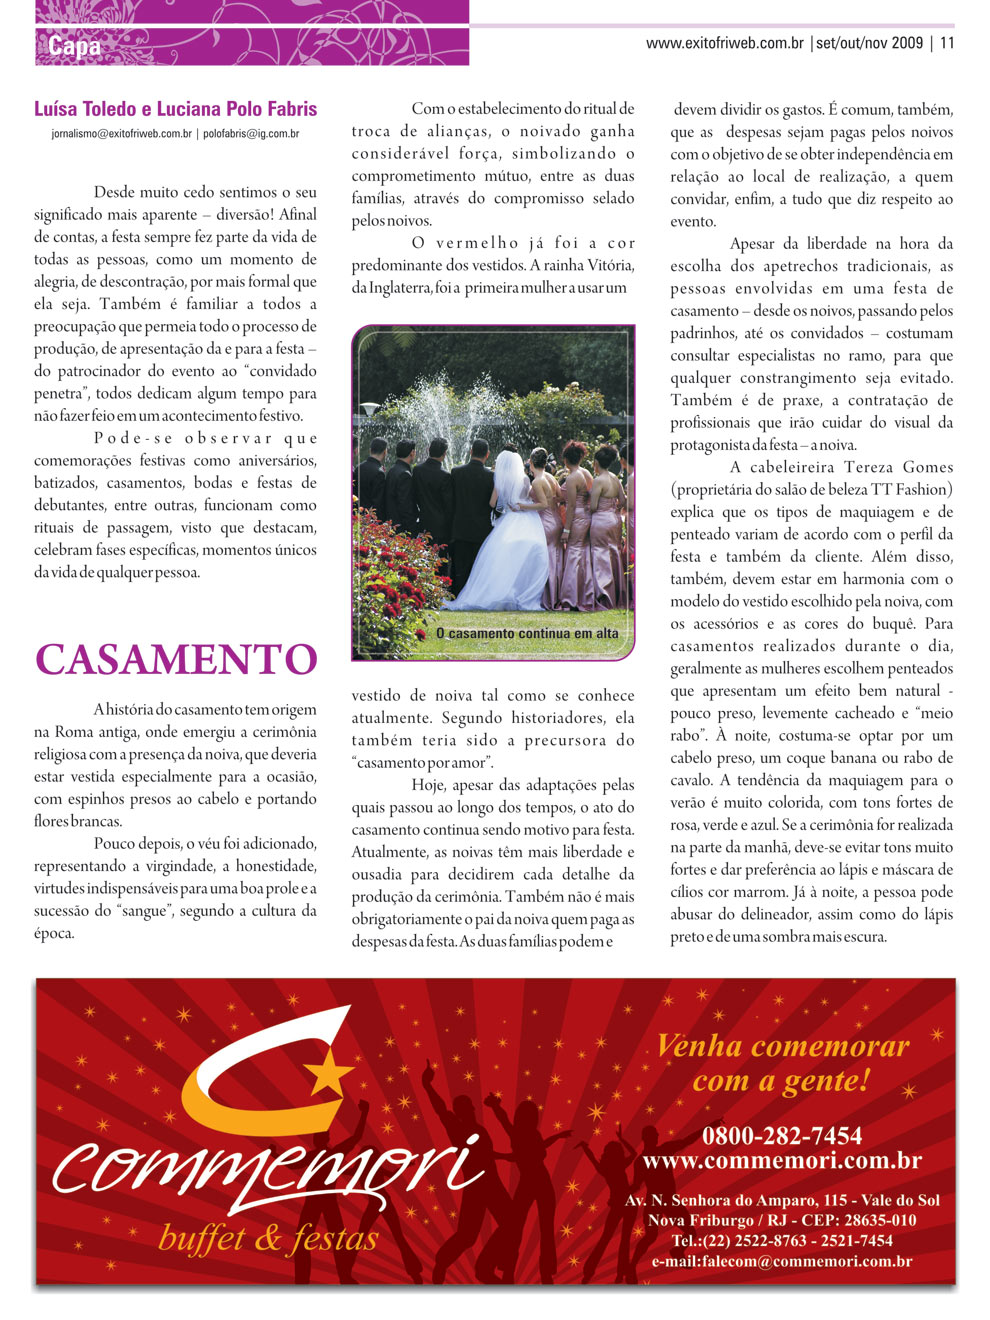 Capa
www.exitofriweb.com.br | set/out/nov 2009 | 11
Luísa Toledo e Luciana Polo Fabris
jornalismo@exitofriweb.com.br | polofabris@ig.com.br
Desde muito cedo sentimos o seu
significado mais aparente – diversão! Afinal
de contas, a festa sempre fez parte da vida de
todas as pessoas, como um momento de
alegria, de descontração, por mais formal que
ela seja. Também é familiar a todos a
preocupação que permeia todo o processo de
produção, de apresentação da e para a festa –
do patrocinador do evento ao “convidado
penetra”, todos dedicam algum tempo para
não fazer feio em um acontecimento festivo.
Pode-se observar que
comemorações festivas como aniversários,
batizados, casamentos, bodas e festas de
debutantes, entre outras, funcionam como
rituais de passagem, visto que destacam,
celebram fases específicas, momentos únicos
da vida de qualquer pessoa.
CASAMENTO
A história do casamento tem origem
na Roma antiga, onde emergiu a cerimônia
religiosa com a presença da noiva, que deveria
estar vestida especialmente para a ocasião,
com espinhos presos ao cabelo e portando
flores brancas.
Pouco depois, o véu foi adicionado,
representando a virgindade, a honestidade,
virtudes indispensáveis para uma boa prole e a
sucessão do “sangue”, segundo a cultura da
época.
Com o estabelecimento do ritual de
troca de alianças, o noivado ganha
considerável força, simbolizando o
comprometimento mútuo, entre as duas
famílias, através do compromisso selado
pelos noivos.
O vermelho já foi a cor
predominante dos vestidos. A rainha Vitória,
da Inglaterra, foi a primeira mulher a usar um
O casamento continua em alta
vestido de noiva tal como se conhece
atualmente. Segundo historiadores, ela
também teria sido a precursora do
“casamento por amor”.
Hoje, apesar das adaptações pelas
quais passou ao longo dos tempos, o ato do
casamento continua sendo motivo para festa.
Atualmente, as noivas têm mais liberdade e
ousadia para decidirem cada detalhe da
produção da cerimônia. Também não é mais
obrigatoriamente o pai da noiva quem paga as
despesas da festa. As duas famílias podem e
devem dividir os gastos. É comum, também,
que as despesas sejam pagas pelos noivos
com o objetivo de se obter independência em
relação ao local de realização, a quem
convidar, enfim, a tudo que diz respeito ao
evento.
Apesar da liberdade na hora da
escolha dos apetrechos tradicionais, as
pessoas envolvidas em uma festa de
casamento – desde os noivos, passando pelos
padrinhos, até os convidados – costumam
consultar especialistas no ramo, para que
qualquer constrangimento seja evitado.
Também é de praxe, a contratação de
profissionais que irão cuidar do visual da
protagonista da festa – a noiva.
A cabeleireira Tereza Gomes
(proprietária do salão de beleza TT Fashion)
explica que os tipos de maquiagem e de
penteado variam de acordo com o perfil da
festa e também da cliente. Além disso,
também, devem estar em harmonia com o
modelo do vestido escolhido pela noiva, com
os acessórios e as cores do buquê. Para
casamentos realizados durante o dia,
geralmente as mulheres escolhem penteados
que apresentam um efeito bem natural -
pouco preso, levemente cacheado e “meio
rabo”. À noite, costuma-se optar por um
cabelo preso, um coque banana ou rabo de
cavalo. A tendência da maquiagem para o
verão é muito colorida, com tons fortes de
rosa, verde e azul. Se a cerimônia for realizada
na parte da manhã, deve-se evitar tons muito
fortes e dar preferência ao lápis e máscara de
cílios cor marrom. Já à noite, a pessoa pode
abusar do delineador, assim como do lápis
preto e de uma sombra mais escura.
commemori
buffet & festas
Venha comemorar
com a gente!
0800-282-7454
www.commemori.com.br
Av. N. Senhora do Amparo, 115 - Vale do Sol
Nova Friburgo / RJ - CEP: 28635-010
Tel.:(22) 2522-8763 - 2521-7454
e-mail:falecom@commemori.com.br